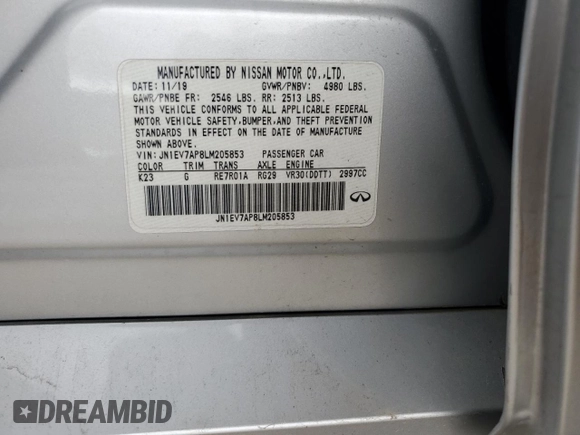 MANUFACTURED BY NISSAN MOTOR CO.,LTD.
DATE: 11/19 GVWR/PNBV: 4980 LBS.
GAWR/PNBE FR: 2546 LBS. RR: 2513 LBS.
THIS VEHICLE CONFORMS TO ALL APPLICABLE FEDERAL
MOTOR VEHICLE SAFETY,BUMPER,AND THEFT PREVENTION
STANDARDS IN EFFECT ON THE DATE OF MANUFACTURE
SHOWN ABOVE.
VIN: JN1EV7AP8LM205853 PASSENGER CAR
COLOR TRIM TRANS AXLE ENGINE
K23 G RE7R01A RG29 VR30(DDTT) 2997CC
JN1EV7AP8LM205853
DREAMBID